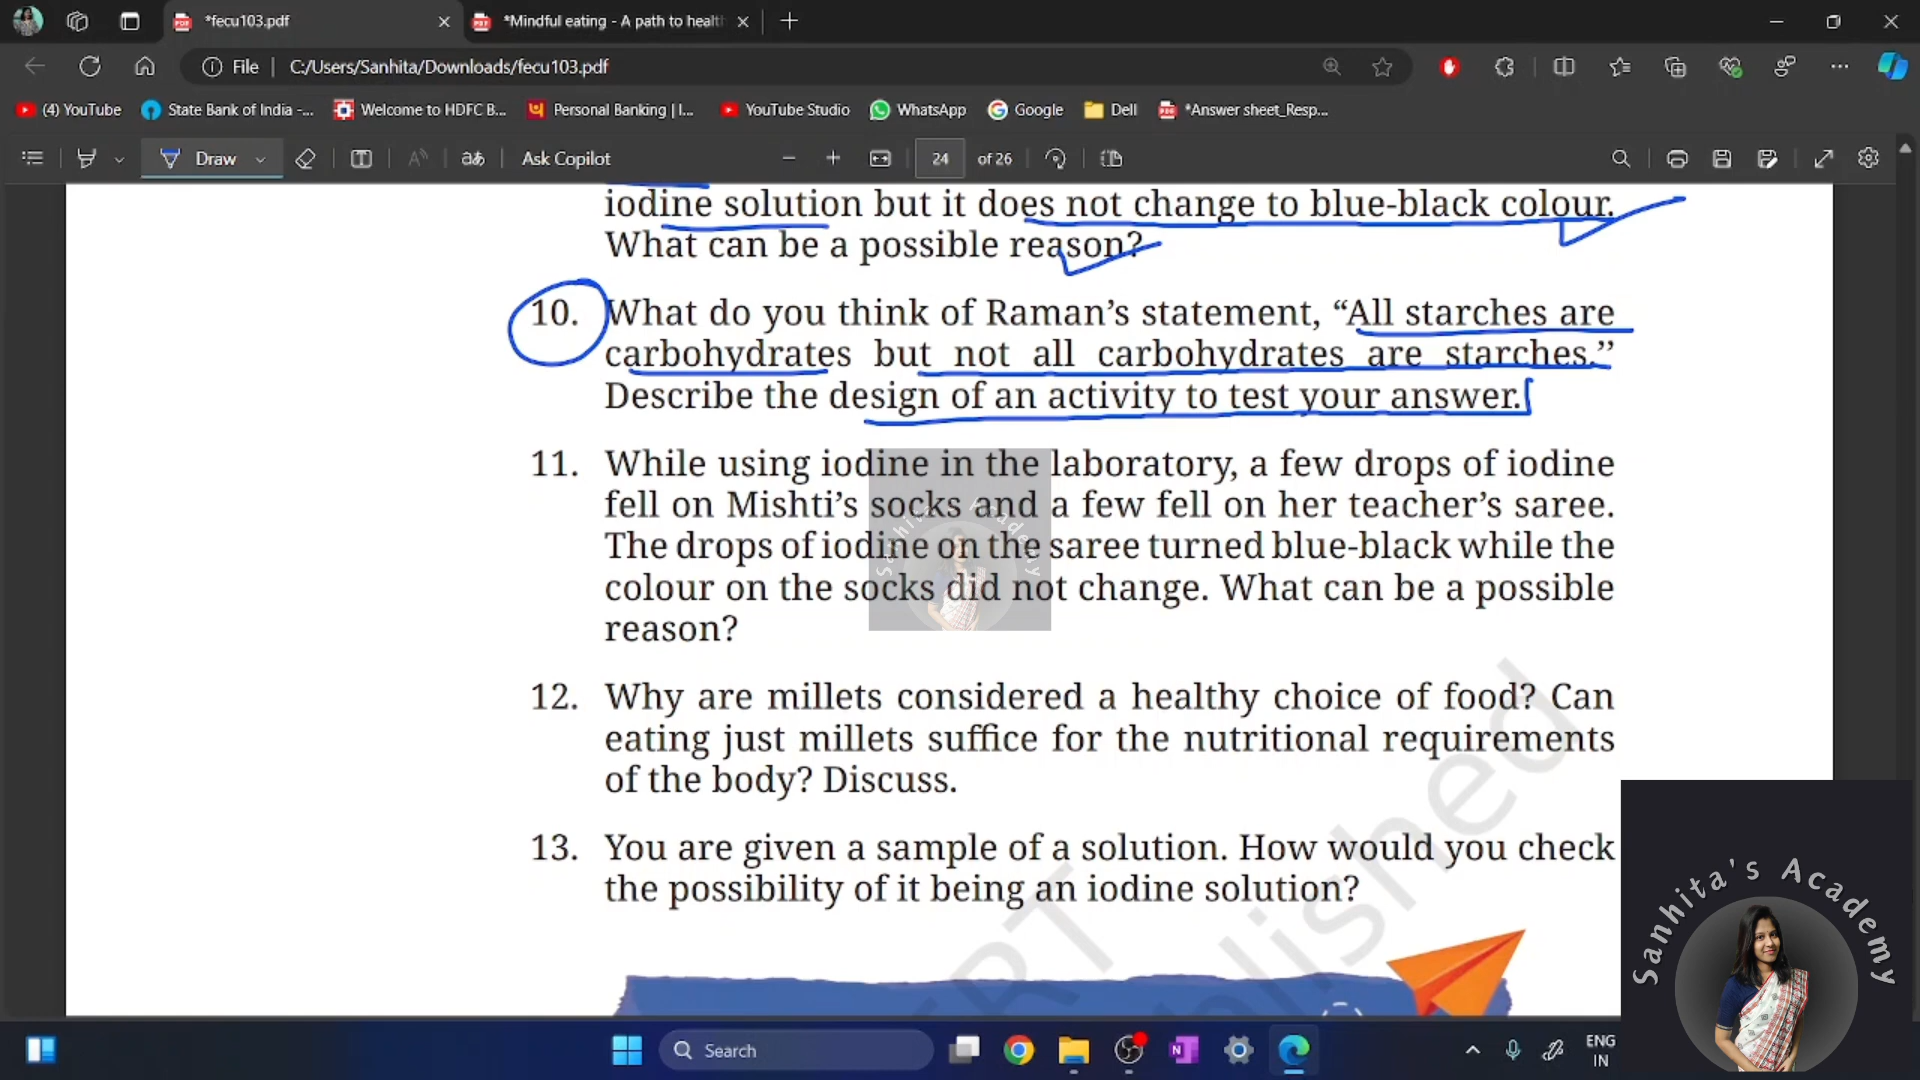 *fecu103.pdf
*Mindful eating - A path to healt
File
C:/Users/Sanhita/Downloads/fecu103.pdf
(4) YouTube
State Bank of India -...
Welcome to HDFC B...
Personal Banking | I...
YouTube Studio
WhatsApp
Google
Dell
*Answer sheet_Resp...
Draw
Ask Copilot
24
of 26
iodine solution but it does not change to blue-black colour.
What can be a possible reason?
10. What do you think of Raman’s statement, “All starches are
carbohydrates but not all carbohydrates are starches.’’
Describe the design of an activity to test your answer.
11. While using iodine in the laboratory, a few drops of iodine
fell on Mishti’s socks and a few fell on her teacher’s saree.
The drops of iodine on the saree turned blue-black while the
colour on the socks did not change. What can be a possible
reason?
Sanhita's Academy
12. Why are millets considered a healthy choice of food? Can
eating just millets suffice for the nutritional requirements
of the body? Discuss.
13. You are given a sample of a solution. How would you check
the possibility of it being an iodine solution?
Sanhita's Academy
Search
ENG
IN